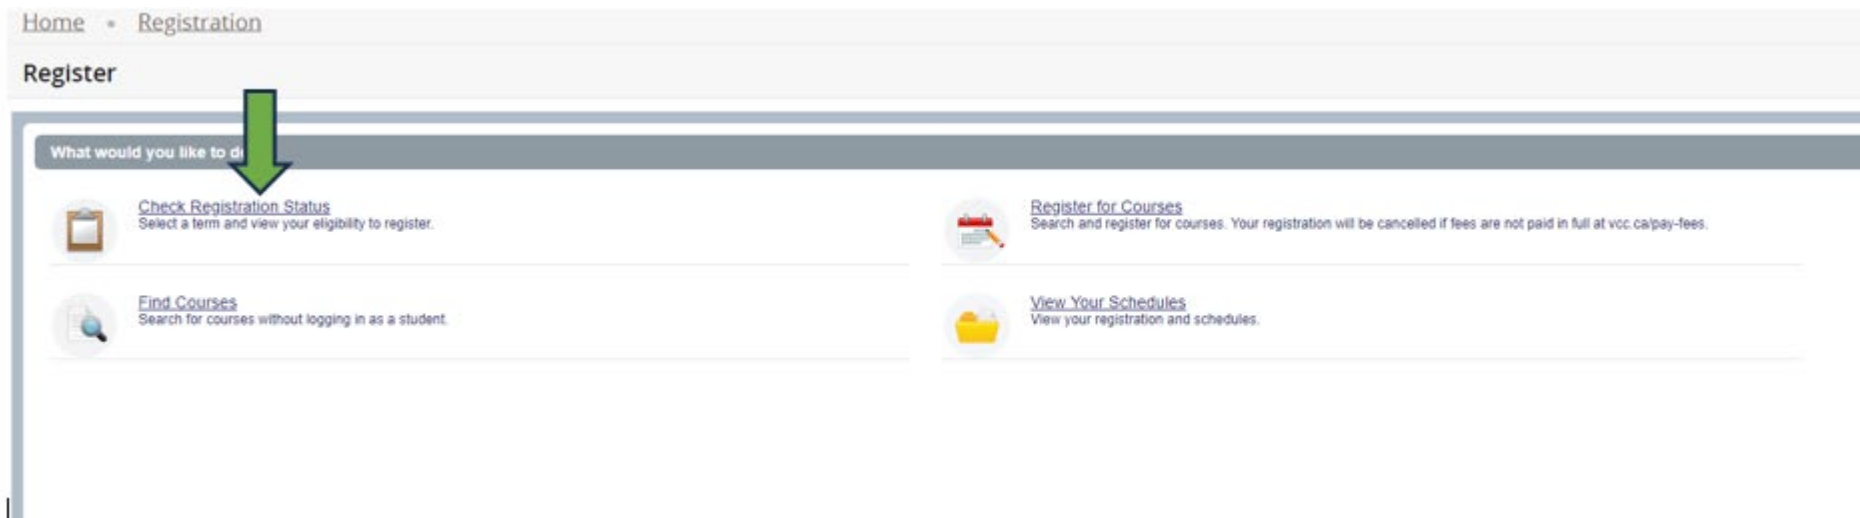 Home • Registration
Register
What would you like to d
Check Registration Status
Select a term and view your eligibility to register.
Register for Courses
Search and register for courses. Your registration will be cancelled if fees are not paid in full at vcc.ca/pay-fees.
Find Courses
Search for courses without logging in as a student.
View Your Schedules
View your registration and schedules.